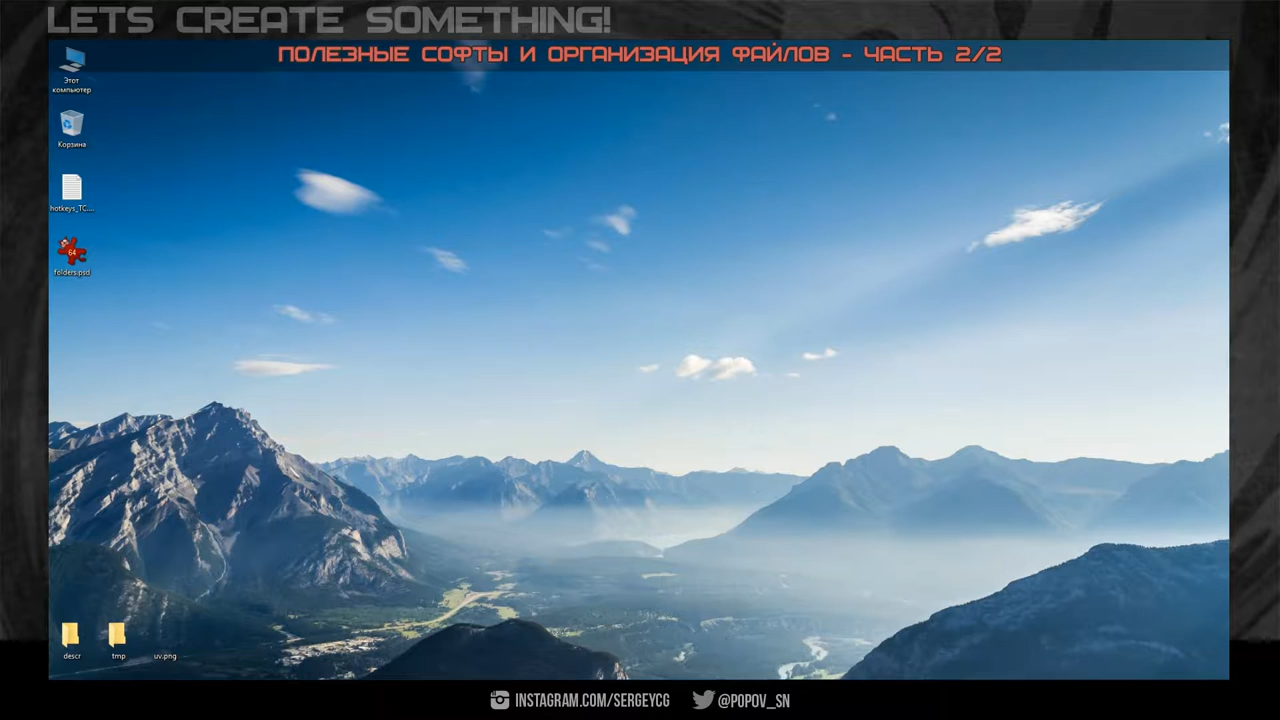 LETS CREATE SOMETHING!
ПОЛЕЗНЫЕ СОФТЫ И ОРГАНИЗАЦИЯ ФАЙЛОВ - ЧАСТЬ 2/2
Этот
компьютер
Корзина
hotkeys_TC....
64
folders.psd
descr
tmp
uv.png
INSTAGRAM.COM/SERGEYCG
@POPOV_SN